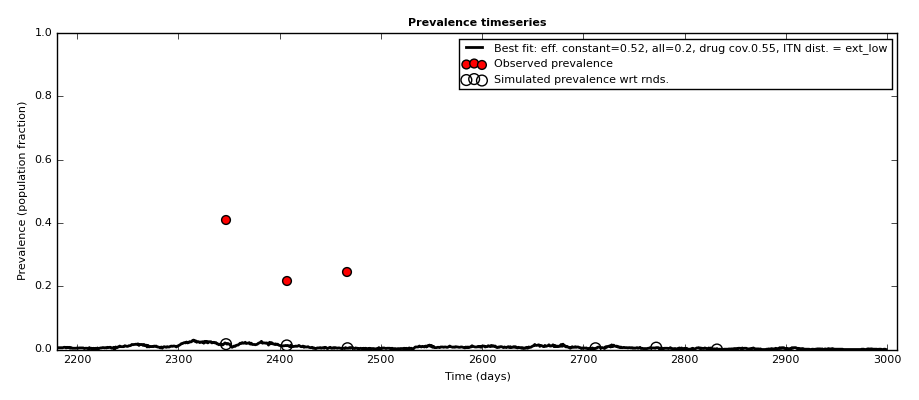 Prevalence timeseries
Best fit: eff. constant=0.52, all=0.2, drug cov.0.55, ITN dist. = ext_low
Observed prevalence
Simulated prevalence wrt rnds.
Prevalence (population fraction)
1.0
0.8
0.6
0.4
0.2
0.0
2200 2300 2400 2500 2600 2700 2800 2900 3000
Time (days)